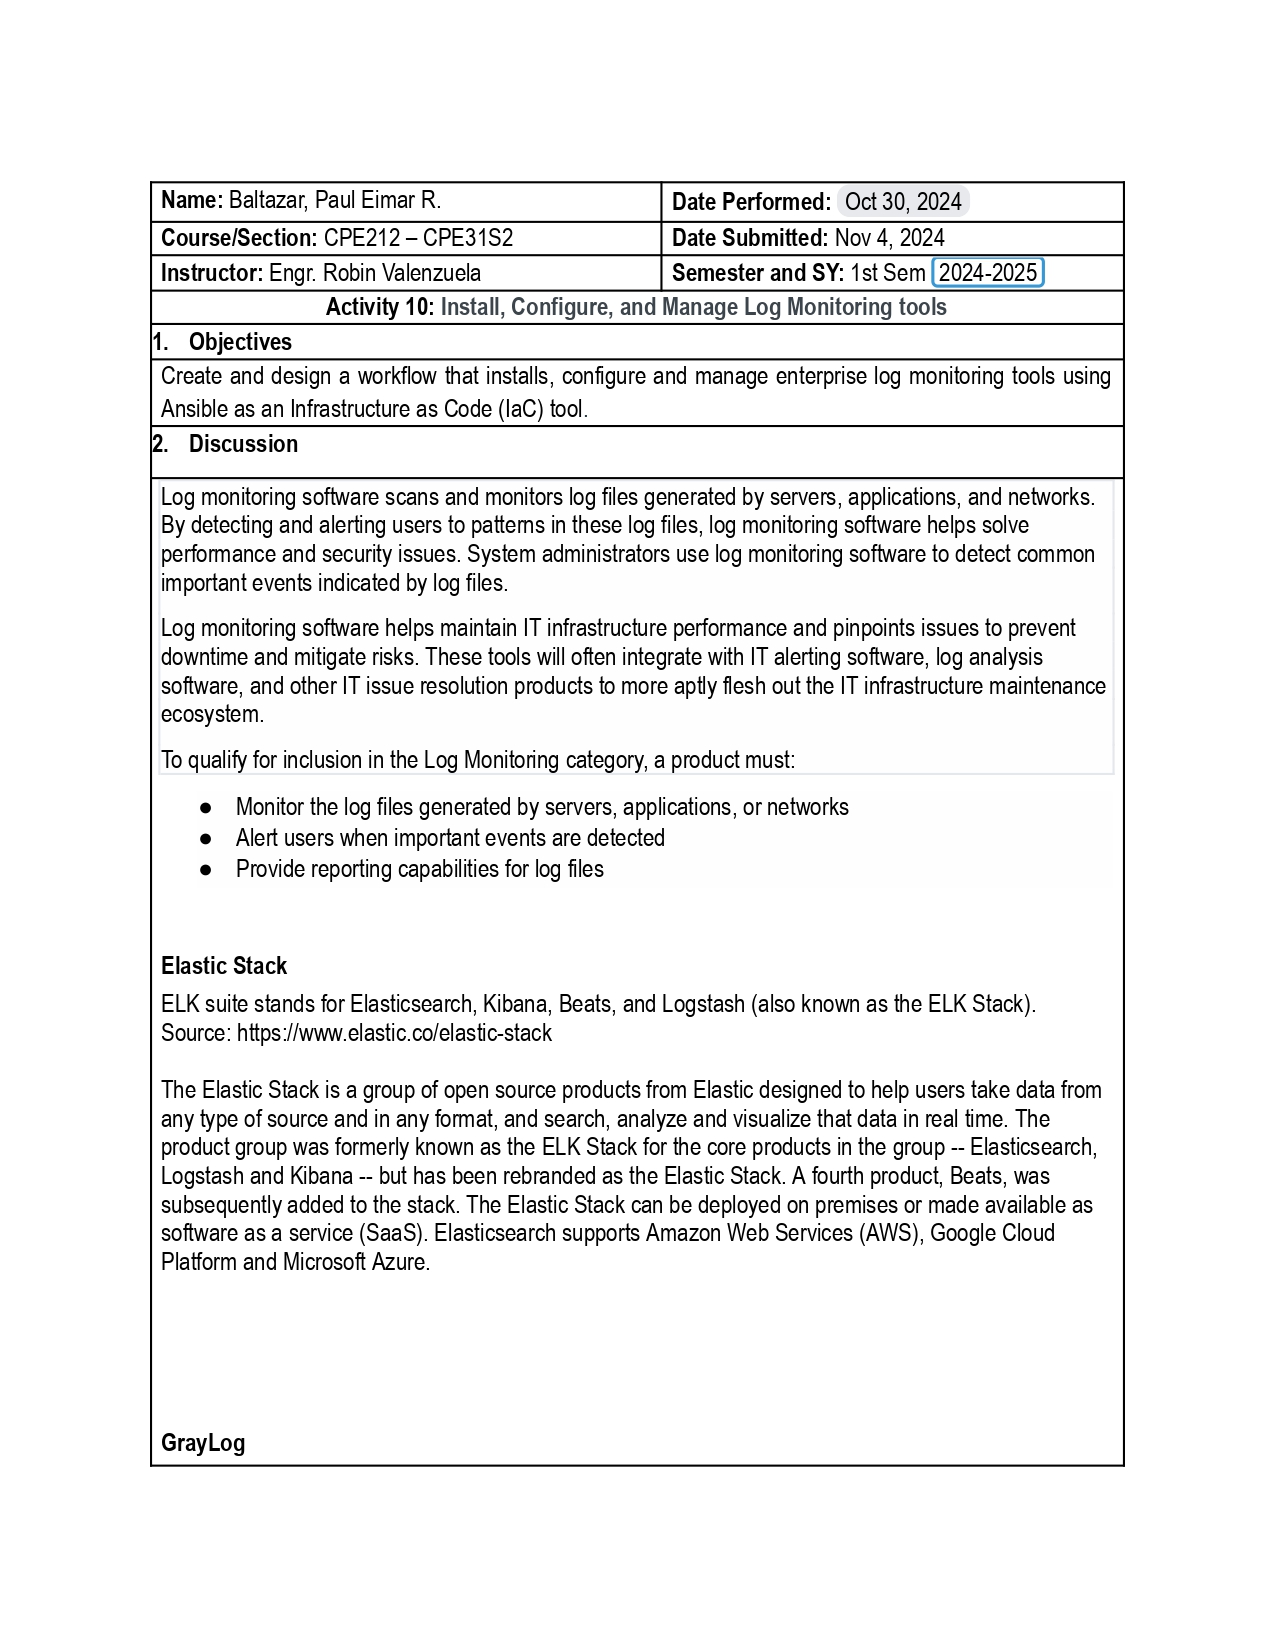 Name: Baltazar, Paul Eimar R.
Date Performed: Oct 30, 2024
Course/Section: CPE212 – CPE31S2
Date Submitted: Nov 4, 2024
Instructor: Engr. Robin Valenzuela
Semester and SY: 1st Sem 2024-2025
Activity 10: Install, Configure, and Manage Log Monitoring tools
1. Objectives
Create and design a workflow that installs, configure and manage enterprise log monitoring tools using
Ansible as an Infrastructure as Code (IaC) tool.
2. Discussion
Log monitoring software scans and monitors log files generated by servers, applications, and networks.
By detecting and alerting users to patterns in these log files, log monitoring software helps solve
performance and security issues. System administrators use log monitoring software to detect common
important events indicated by log files.
Log monitoring software helps maintain IT infrastructure performance and pinpoints issues to prevent
downtime and mitigate risks. These tools will often integrate with IT alerting software, log analysis
software, and other IT issue resolution products to more aptly flesh out the IT infrastructure maintenance
ecosystem.
To qualify for inclusion in the Log Monitoring category, a product must:
● Monitor the log files generated by servers, applications, or networks
● Alert users when important events are detected
● Provide reporting capabilities for log files
Elastic Stack
ELK suite stands for Elasticsearch, Kibana, Beats, and Logstash (also known as the ELK Stack).
Source: https://www.elastic.co/elastic-stack
The Elastic Stack is a group of open source products from Elastic designed to help users take data from
any type of source and in any format, and search, analyze and visualize that data in real time. The
product group was formerly known as the ELK Stack for the core products in the group -- Elasticsearch,
Logstash and Kibana -- but has been rebranded as the Elastic Stack. A fourth product, Beats, was
subsequently added to the stack. The Elastic Stack can be deployed on premises or made available as
software as a service (SaaS). Elasticsearch supports Amazon Web Services (AWS), Google Cloud
Platform and Microsoft Azure.
GrayLog